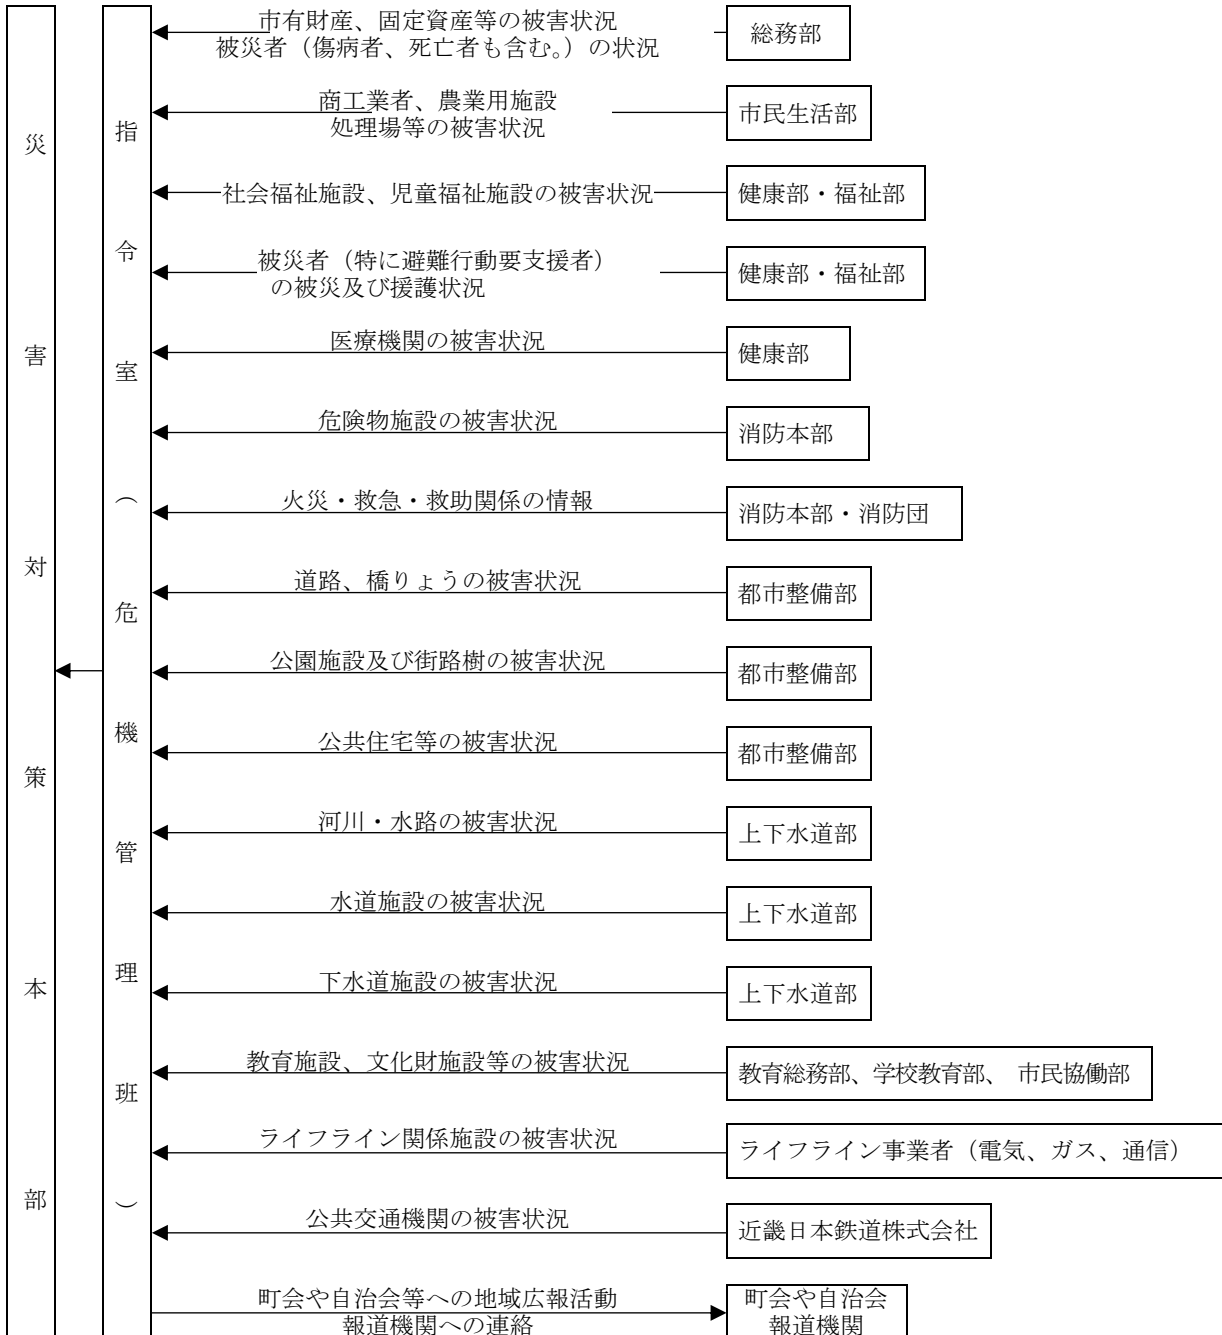 災害対策本部
指令室（危機管理班）
市有財産、固定資産等の被害状況
被災者（傷病者、死亡者も含む。）の状況
総務部
商工業者、農業用施設
処理場等の被害状況
市民生活部
社会福祉施設、児童福祉施設の被害状況
健康部・福祉部
被災者（特に避難行動要支援者）
の被災及び援護状況
健康部・福祉部
医療機関の被害状況
健康部
危険物施設の被害状況
消防本部
火災・救急・救助関係の情報
消防本部・消防団
道路、橋りょうの被害状況
都市整備部
公園施設及び街路樹の被害状況
都市整備部
公共住宅等の被害状況
都市整備部
河川・水路の被害状況
上下水道部
水道施設の被害状況
上下水道部
下水道施設の被害状況
上下水道部
教育施設、文化財施設等の被害状況
教育総務部、学校教育部、 市民協働部
ライフライン関係施設の被害状況
ライフライン事業者（電気、ガス、通信）
公共交通機関の被害状況
近畿日本鉄道株式会社
町会や自治会等への地域広報活動
報道機関への連絡
町会や自治会
報道機関